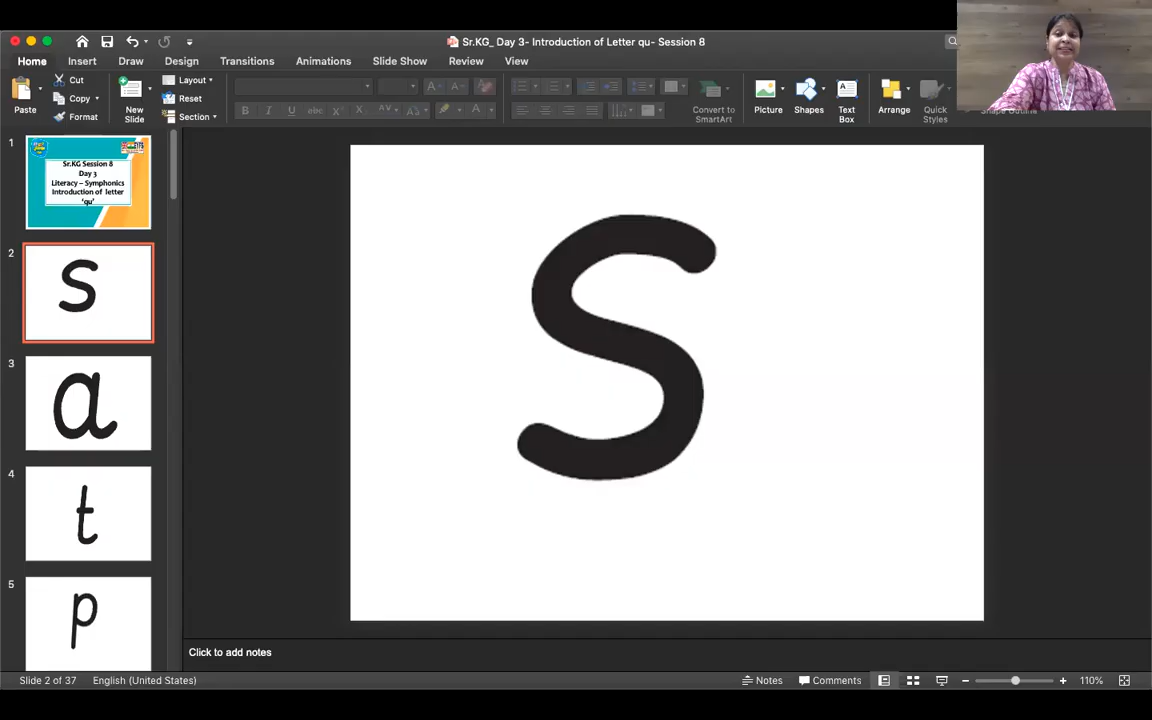 Sr.KG_ Day 3- Introduction of Letter qu- Session 8
Home Insert Draw Design Transitions Animations Slide Show Review View
Paste
Cut
Copy
Format
New
Slide
Layout
Reset
Section
Convert to
SmartArt
Picture
Shapes
Text
Box
Arrange
Quick
Styles
Shape Outline
1
Sr.KG Session 8
Day 3
Literacy – Symphonics
Introduction of letter
'qu'
2
s
3
a
4
t
5
p
s
Click to add notes
Slide 2 of 37 English (United States) Notes Comments 110%